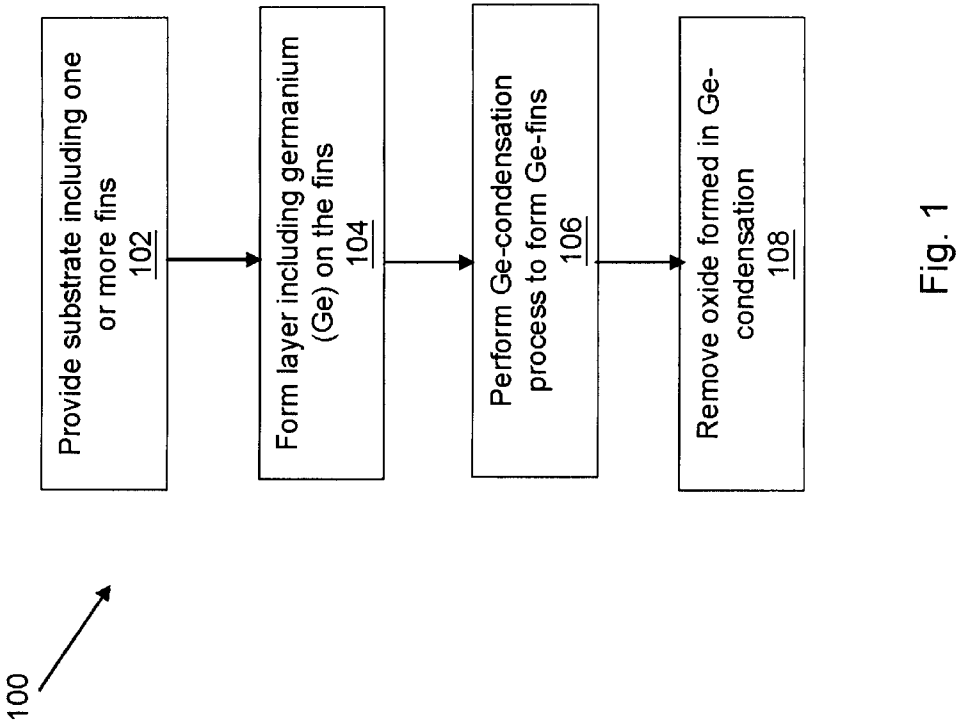 100
Provide substrate including one
or more fins
102
Form layer including germanium
(Ge) on the fins
104
Perform Ge-condensation
process to form Ge-fins
106
Remove oxide formed in Ge-
condensation
108
Fig. 1